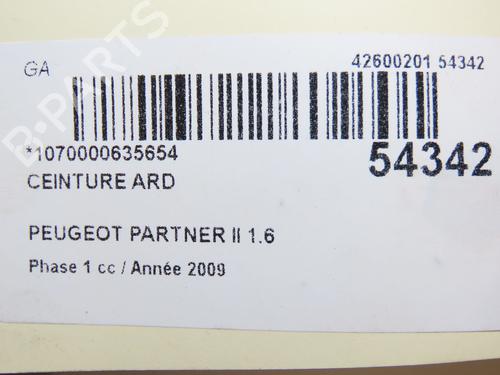 GA
42600201 54342
*1070000635654
54342
CEINTURE ARD
PEUGEOT PARTNER II 1.6
Phase 1 cc / Année 2009
B-PARTS